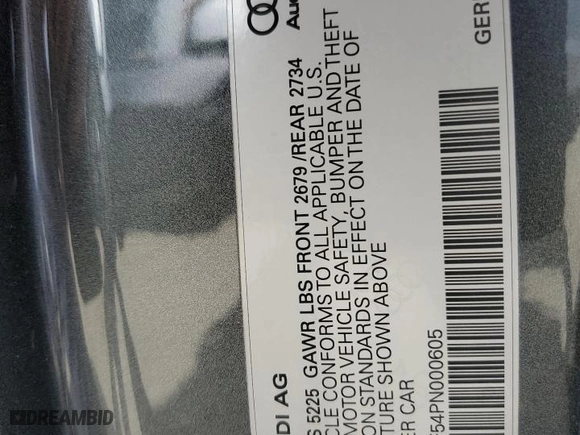 Au
GER
DI AG
S 5225 GAWR LBS FRONT 2679 /REAR 2734
CLE CONFORMS TO ALL APPLICABLE U.S.
MOTOR VEHICLE SAFETY, BUMPER AND THEFT
ON STANDARDS IN EFFECT ON THE DATE OF
TURE SHOWN ABOVE
ER CAR
F54PN000605
DREAMBID